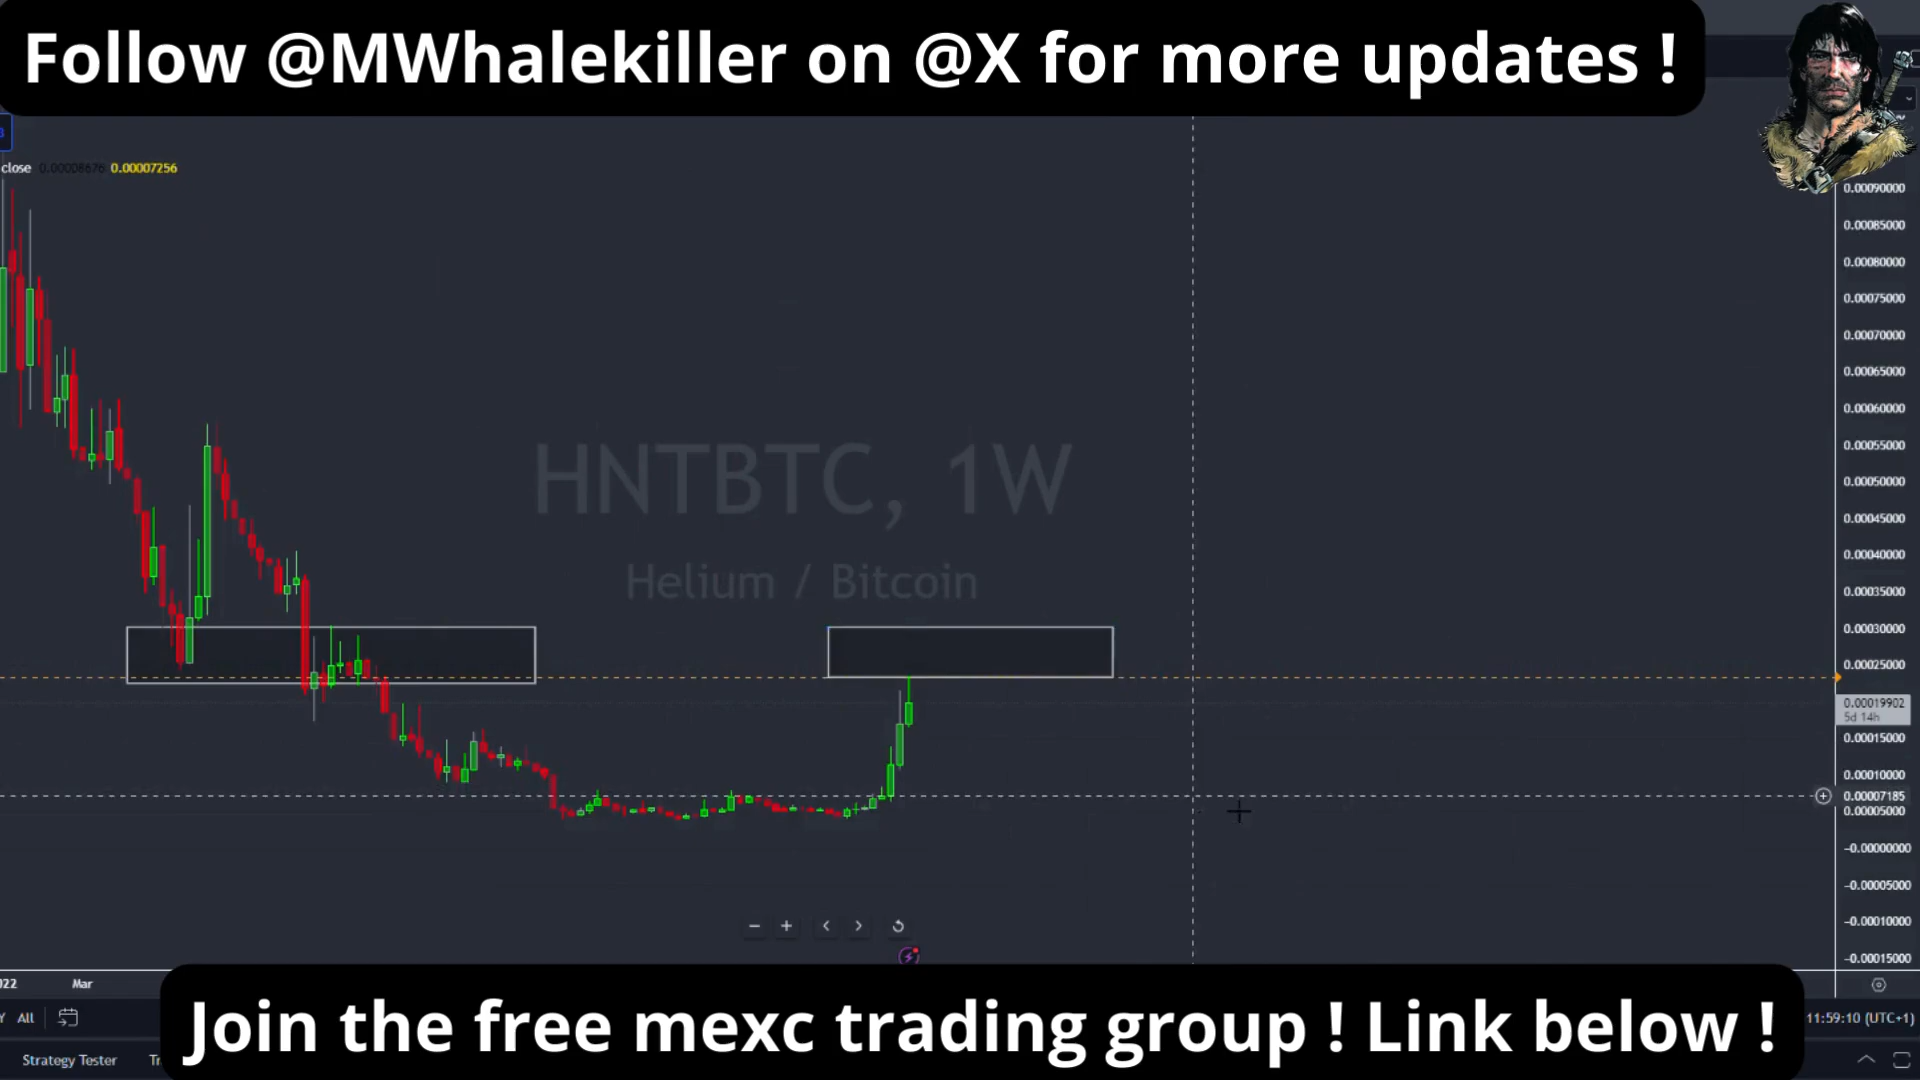 Follow @MWhalekiller on @X for more updates !
close 0.00008676 0.00007256
0.00090000
0.00085000
0.00080000
0.00075000
0.00070000
0.00065000
0.00060000
0.00055000
0.00050000
0.00045000
0.00040000
0.00035000
0.00030000
0.00025000
0.00019902
5d 14h
0.00015000
0.00010000
0.00007185
0.00005000
-0.00000000
-0.00005000
-0.00010000
-0.00015000
HNTBTC, 1W
Helium / Bitcoin
022 Mar
Y All
11:59:10 (UTC+1)
Strategy Tester Tr
Join the free mexc trading group ! Link below !